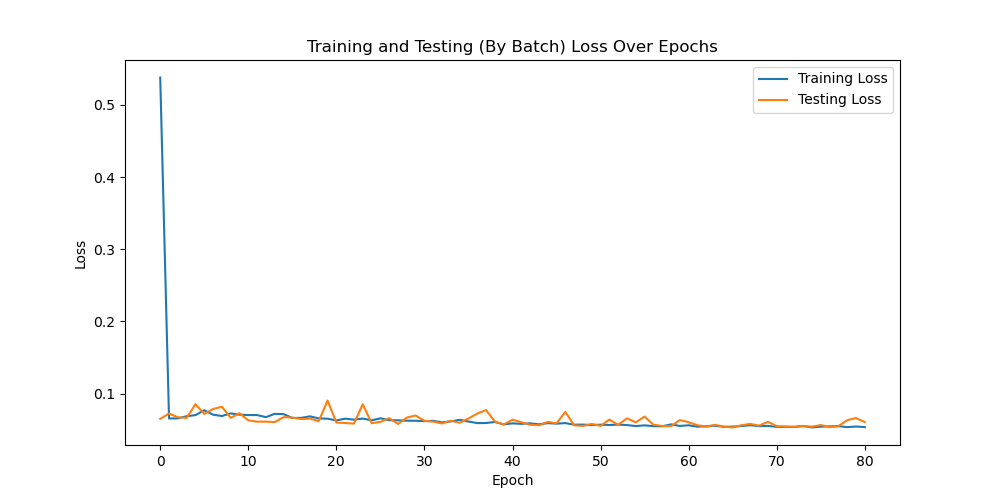 Training and Testing (By Batch) Loss Over Epochs
Training Loss
Testing Loss
0.5
0.4
0.3
0.2
0.1
Loss
0 10 20 30 40 50 60 70 80
Epoch